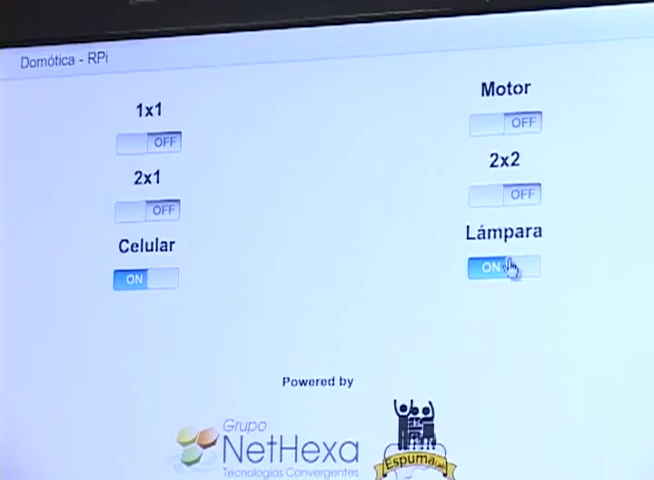 Domótica - RPi
1x1
OFF
Motor
OFF
2x1
OFF
2x2
OFF
Celular
ON
Lámpara
ON
Powered by
Grupo
NetHexa
Tecnologías Convergentes